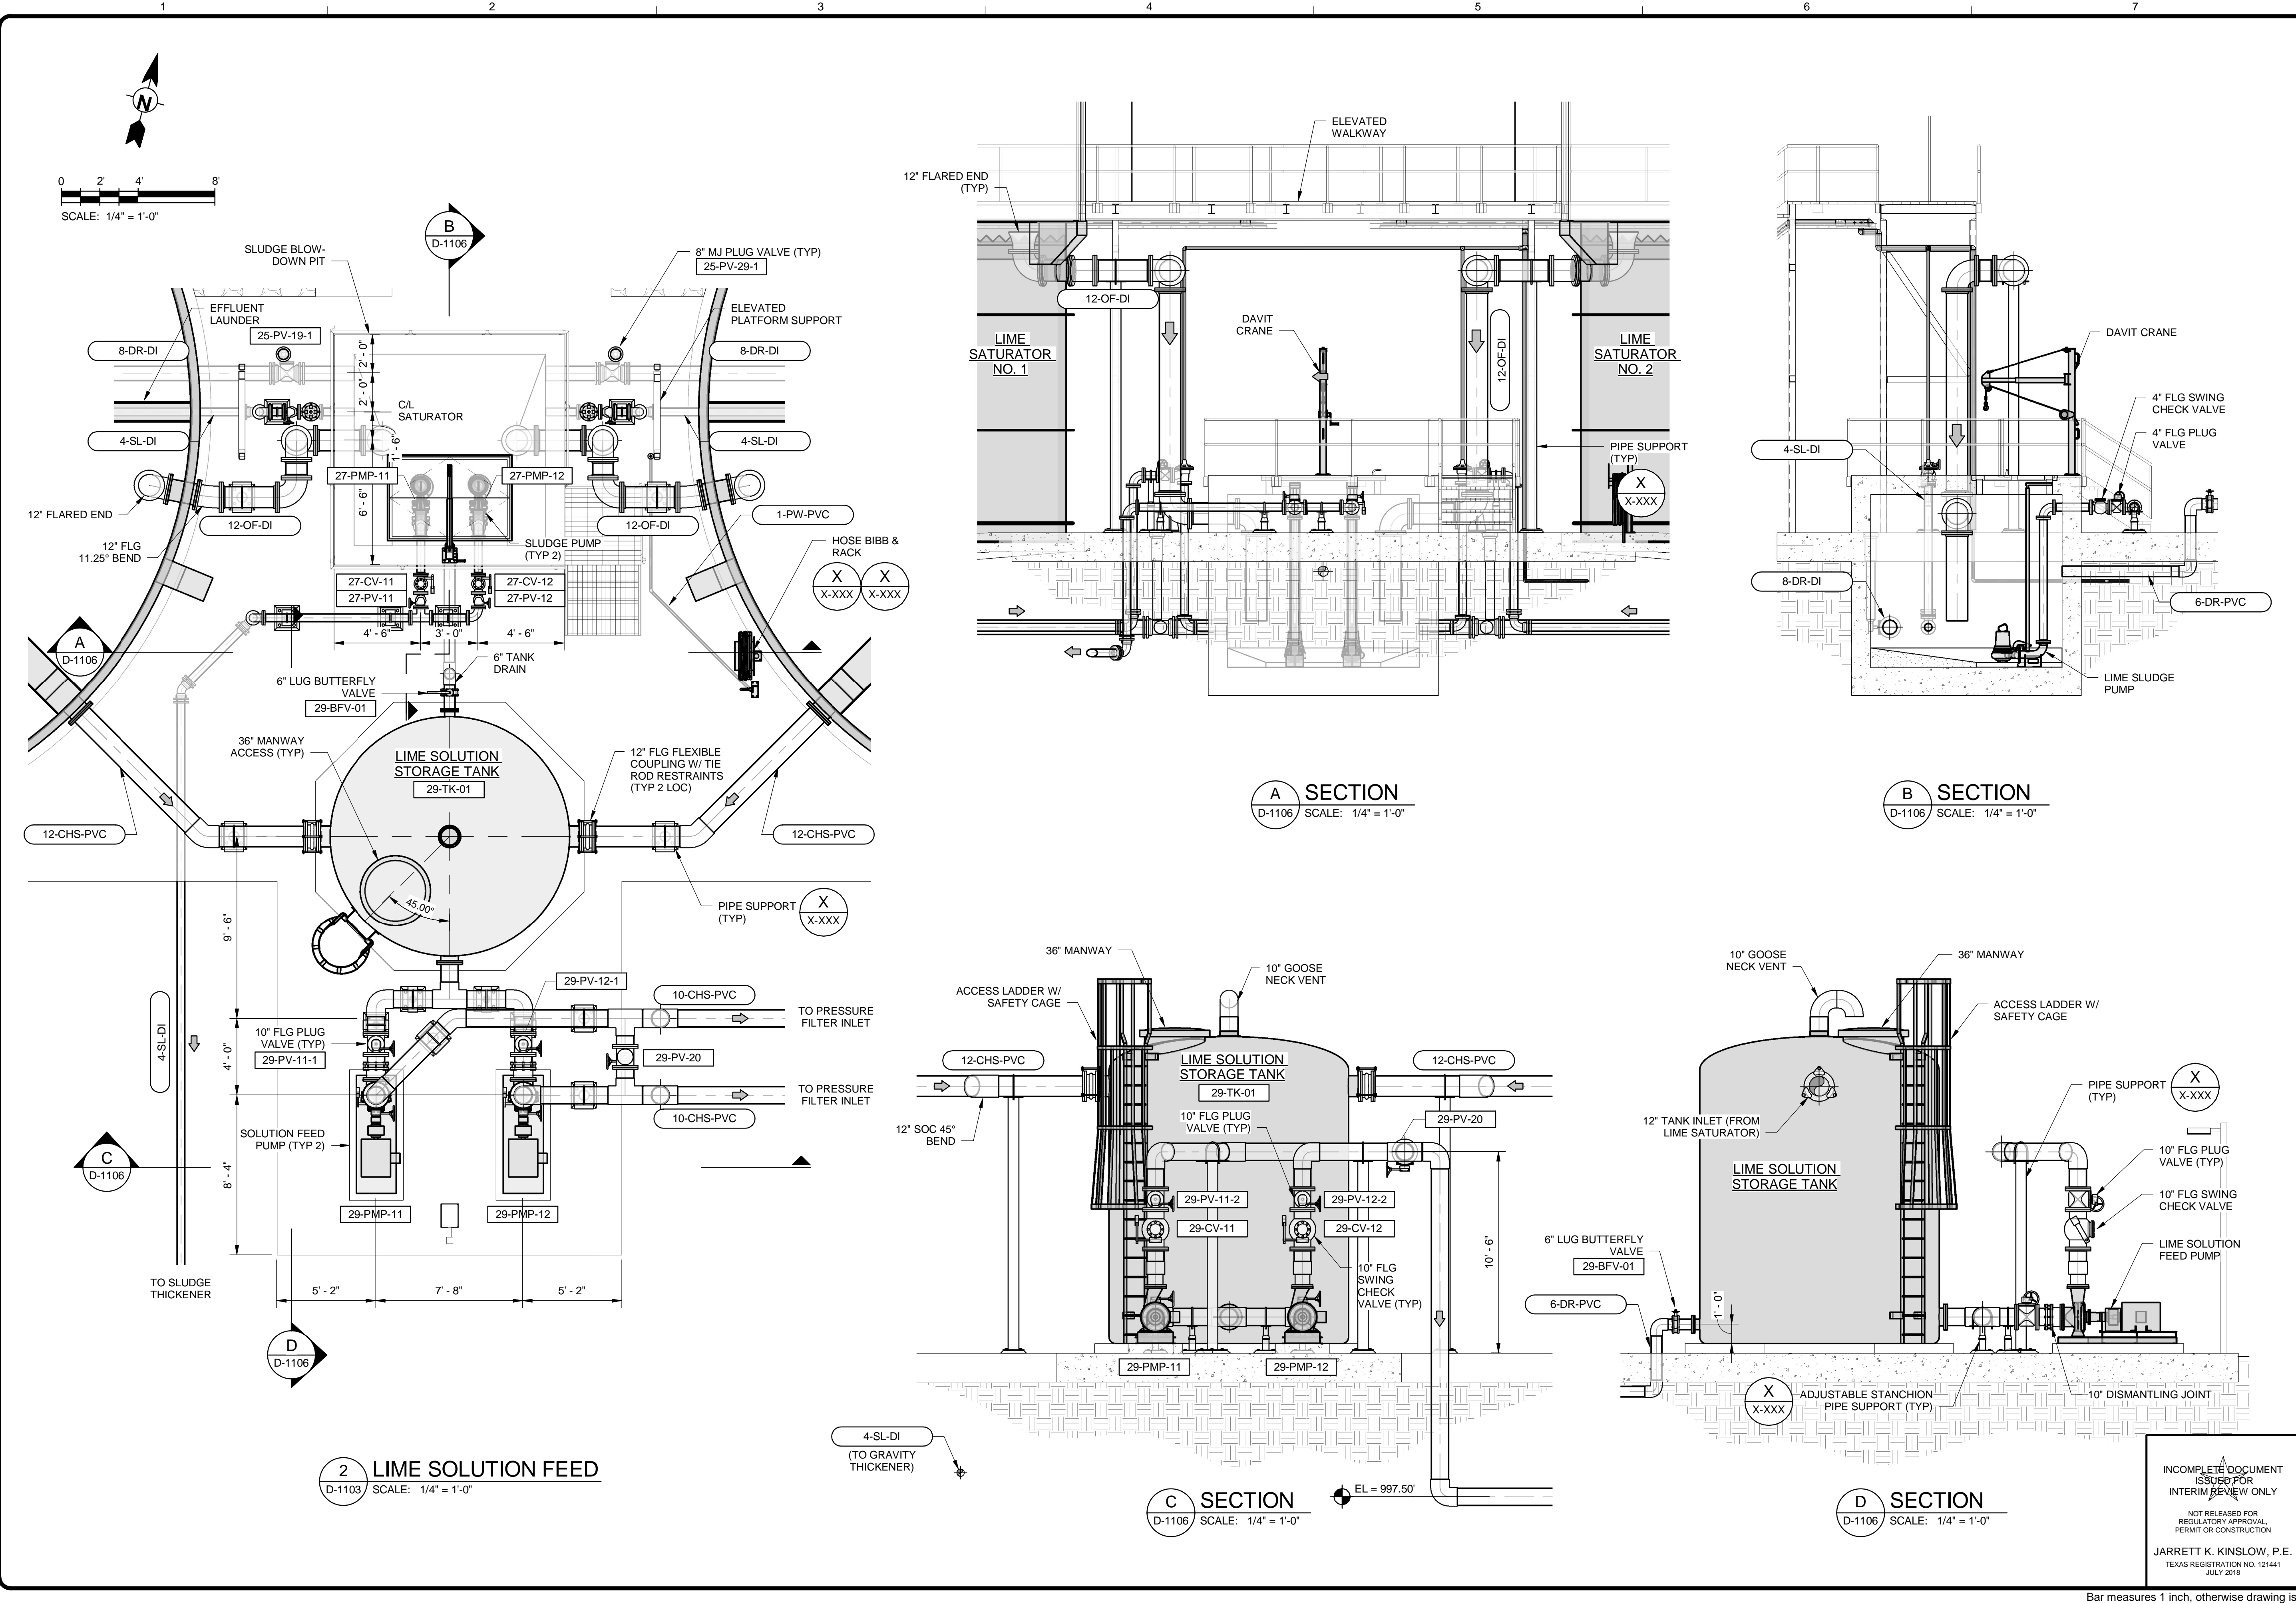 1
2
3
4
5
6
7
N
0
2'
4'
8'
SCALE: 1/4" = 1'-0"
B
D-1106
SLUDGE BLOW-
DOWN PIT
8" MJ PLUG VALVE (TYP)
25-PV-29-1
EFFLUENT
LAUNDER
25-PV-19-1
ELEVATED
PLATFORM SUPPORT
8-DR-DI
8-DR-DI
2' - 0"
2' - 0"
C/L
SATURATOR
4-SL-DI
4-SL-DI
1' - 6"
27-PMP-11
27-PMP-12
6' - 6"
12" FLARED END
12-OF-DI
12-OF-DI
1-PW-PVC
12" FLG
11.25° BEND
SLUDGE PUMP
(TYP 2)
HOSE BIBB &
RACK
X
X-XXX
X
X-XXX
27-CV-11
27-PV-11
27-CV-12
27-PV-12
4' - 6"
3' - 0"
4' - 6"
A
D-1106
6" TANK
DRAIN
6" LUG BUTTERFLY
VALVE
29-BFV-01
36" MANWAY
ACCESS (TYP)
LIME SOLUTION
STORAGE TANK
29-TK-01
12" FLG FLEXIBLE
COUPLING W/ TIE
ROD RESTRAINTS
(TYP 2 LOC)
12-CHS-PVC
12-CHS-PVC
45.00°
PIPE SUPPORT
(TYP)
X
X-XXX
9' - 6"
29-PV-12-1
10-CHS-PVC
TO PRESSURE
FILTER INLET
10" FLG PLUG
VALVE (TYP)
29-PV-11-1
4' - 0"
4-SL-DI
29-PV-20
TO PRESSURE
FILTER INLET
10-CHS-PVC
SOLUTION FEED
PUMP (TYP 2)
C
D-1106
8' - 4"
29-PMP-11
29-PMP-12
TO SLUDGE
THICKENER
5' - 2"
7' - 8"
5' - 2"
D
D-1106
2
D-1103
LIME SOLUTION FEED
SCALE: 1/4" = 1'-0"
ELEVATED
WALKWAY
12" FLARED END
(TYP)
12-OF-DI
DAVIT
CRANE
12-OF-DI
LIME
SATURATOR
NO. 1
LIME
SATURATOR
NO. 2
PIPE SUPPORT
(TYP)
X
X-XXX
A
D-1106
SECTION
SCALE: 1/4" = 1'-0"
DAVIT CRANE
4" FLG SWING
CHECK VALVE
4" FLG PLUG
VALVE
4-SL-DI
8-DR-DI
6-DR-PVC
LIME SLUDGE
PUMP
B
D-1106
SECTION
SCALE: 1/4" = 1'-0"
36" MANWAY
10" GOOSE
NECK VENT
ACCESS LADDER W/
SAFETY CAGE
12-CHS-PVC
LIME SOLUTION
STORAGE TANK
29-TK-01
12-CHS-PVC
10" FLG PLUG
VALVE (TYP)
29-PV-20
12" SOC 45°
BEND
29-PV-11-2
29-PV-12-2
29-CV-11
29-CV-12
10" FLG
SWING
CHECK
VALVE (TYP)
10' - 6"
29-PMP-11
29-PMP-12
4-SL-DI
(TO GRAVITY
THICKENER)
EL = 997.50'
C
D-1106
SECTION
SCALE: 1/4" = 1'-0"
10" GOOSE
NECK VENT
36" MANWAY
ACCESS LADDER W/
SAFETY CAGE
12" TANK INLET (FROM
LIME SATURATOR)
LIME SOLUTION
STORAGE TANK
PIPE SUPPORT
(TYP)
X
X-XXX
10" FLG PLUG
VALVE (TYP)
10" FLG SWING
CHECK VALVE
LIME SOLUTION
FEED PUMP
6" LUG BUTTERFLY
VALVE
29-BFV-01
6-DR-PVC
1' - 0"
X
X-XXX
ADJUSTABLE STANCHION
PIPE SUPPORT (TYP)
10" DISMANTLING JOINT
D
D-1106
SECTION
SCALE: 1/4" = 1'-0"
INCOMPLETE DOCUMENT
ISSUED FOR
INTERIM REVIEW ONLY
NOT RELEASED FOR
REGULATORY APPROVAL,
PERMIT OR CONSTRUCTION
JARRETT K. KINSLOW, P.E.
TEXAS REGISTRATION NO. 121441
JULY 2018
Bar measures 1 inch, otherwise drawing is